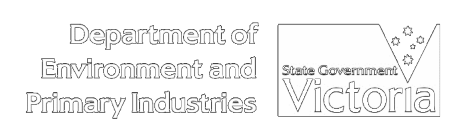 Department of
Environment and
Primary Industries
State Government
Victoria